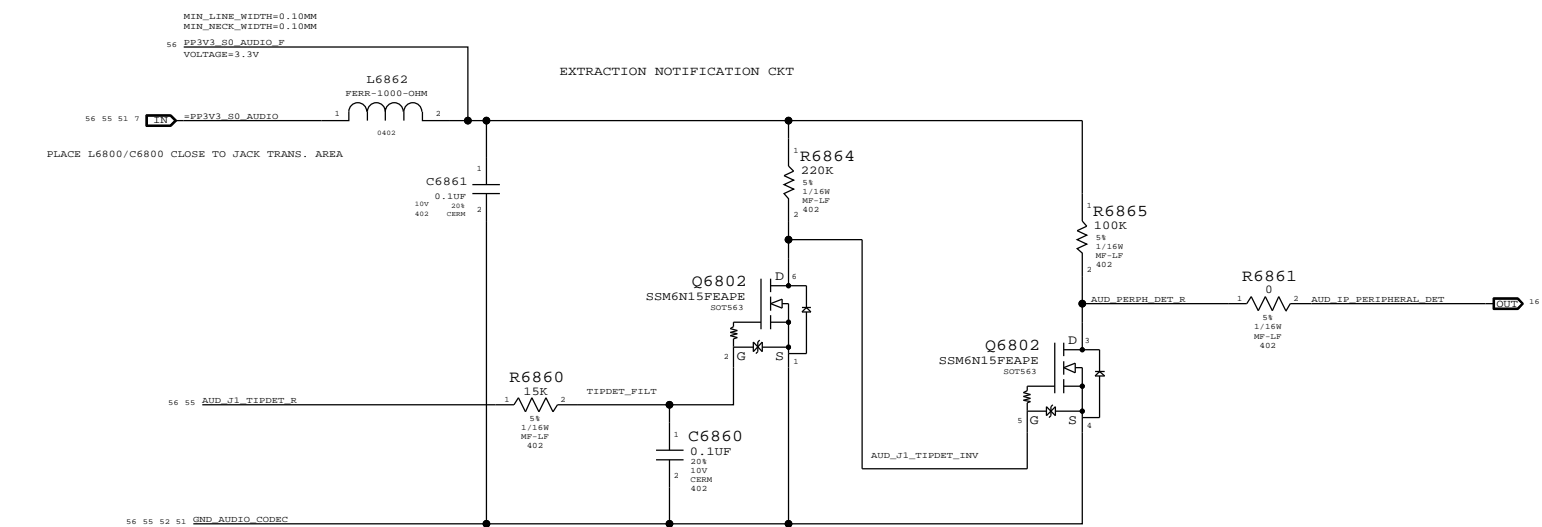 MIN_LINE_WIDTH=0.10MM
MIN_NECK_WIDTH=0.10MM
56 PP3V3_S0_AUDIO_F
VOLTAGE=3.3V
EXTRACTION NOTIFICATION CKT
L6862
FERR-1000-OHM
56 55 51 7 IN =PP3V3_S0_AUDIO 1 2
0402
PLACE L6800/C6800 CLOSE TO JACK TRANS. AREA
1
C6861
0.1UF
10V 20% 2
402 CERM
1 R6864
220K
5%
1/16W
MF-LF
2 402
1 R6865
100K
5%
1/16W
MF-LF
2 402
Q6802 D 6
SSM6N15FEAPE
SOT563
2 G S 1
R6861
0
AUD_PERPH_DET_R 1 2 AUD_IP_PERIPHERAL_DET OUT 16
5%
1/16W
MF-LF
402
Q6802 D 3
SSM6N15FEAPE
SOT563
5 G S 4
R6860
15K
TIPDET_FILT
56 55 AUD_J1_TIPDET_R 1 2
5%
1/16W
MF-LF
402
1 C6860
0.1UF
20%
10V
2 CERM
402
AUD_J1_TIPDET_INV
56 55 52 51 GND_AUDIO_CODEC